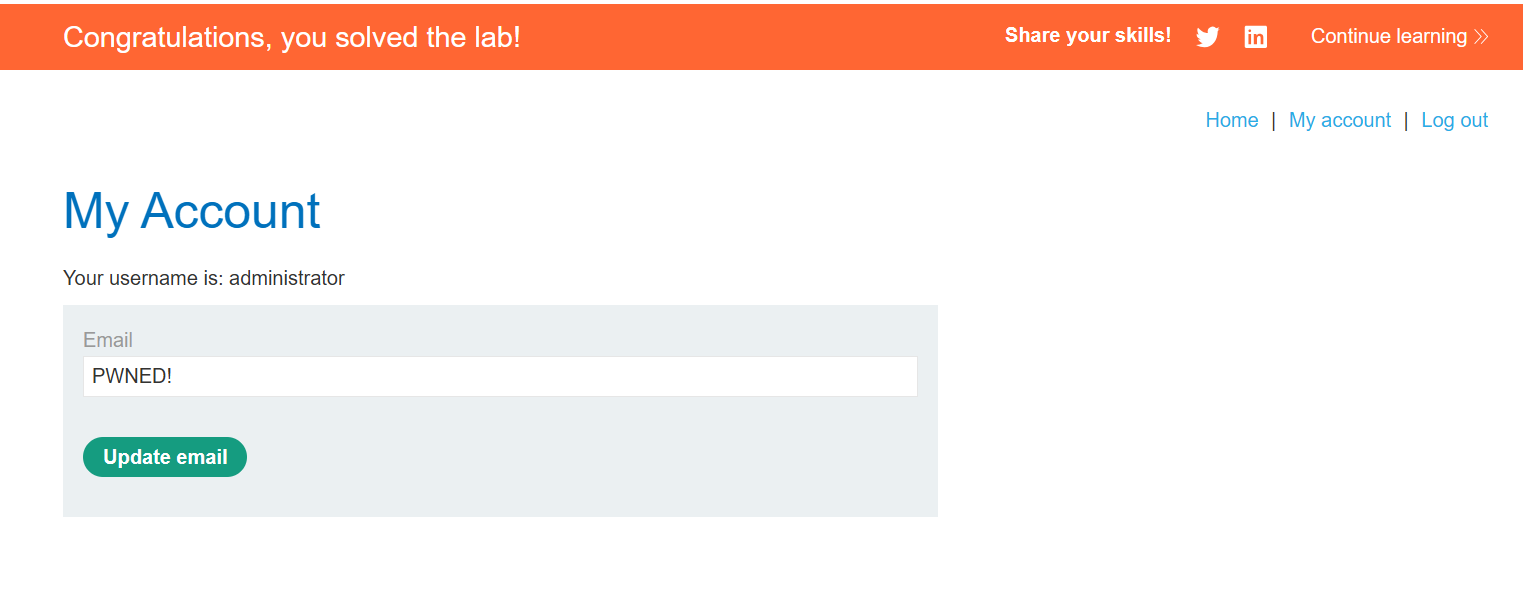 Congratulations, you solved the lab! Share your skills! Continue learning
Home | My account | Log out
My Account
Your username is: administrator
Email
PWNED!
Update email